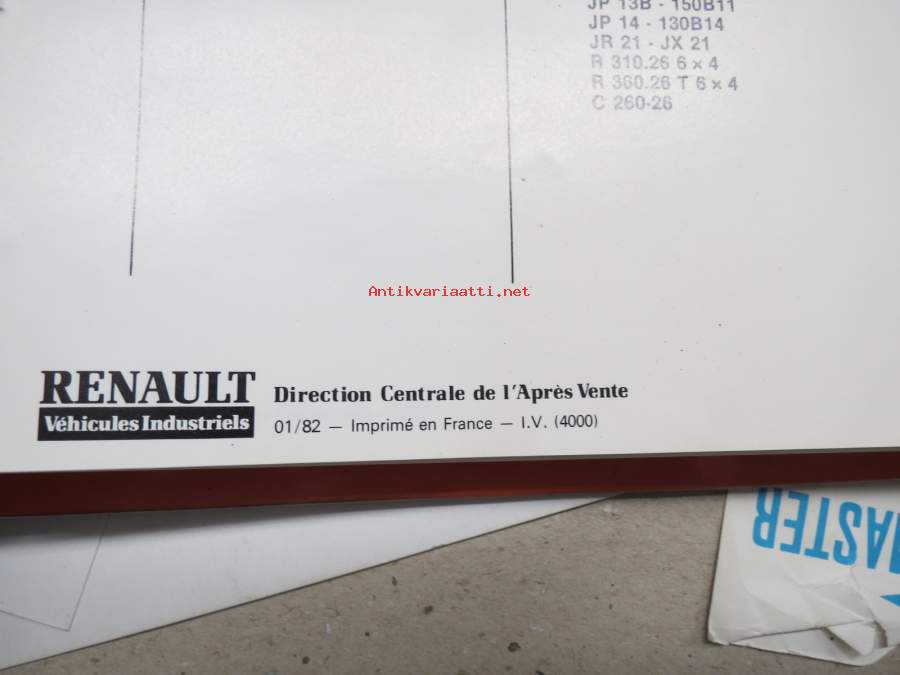 JP 13B - 150B11
JP 14 - 130B14
JR 21 - JX 21
R 310.26 6 × 4
R 360.26 T 6 × 4
C 260-26
Antikvariaatti.net
RENAULT
Véhicules Industriels
Direction Centrale de l'Après Vente
01/82 — Imprimé en France — I.V. (4000)
MASTER